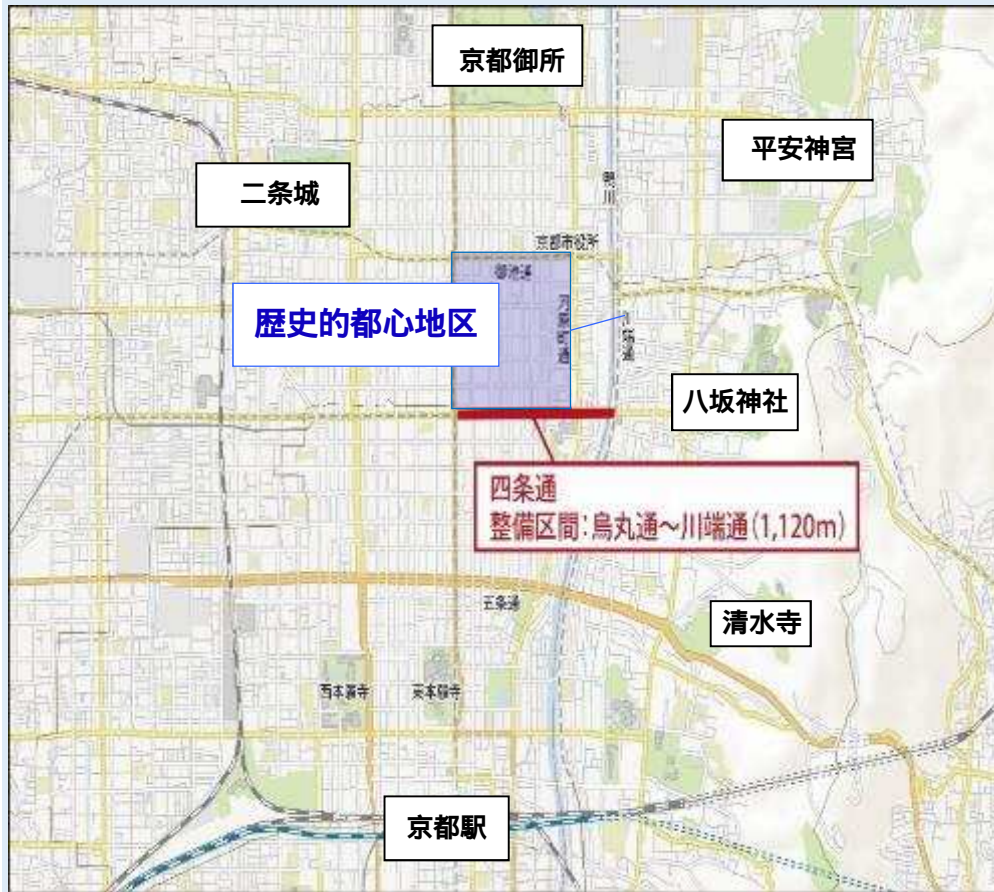 京都御所
平安神宮
二条城
鴨川
京都市役所
御池通
歴史的都心地区
河原町通
川端通
八坂神社
四条通
整備区間:烏丸通～川端通(1,120m)
五条通
清水寺
西本願寺
東本願寺
京都駅